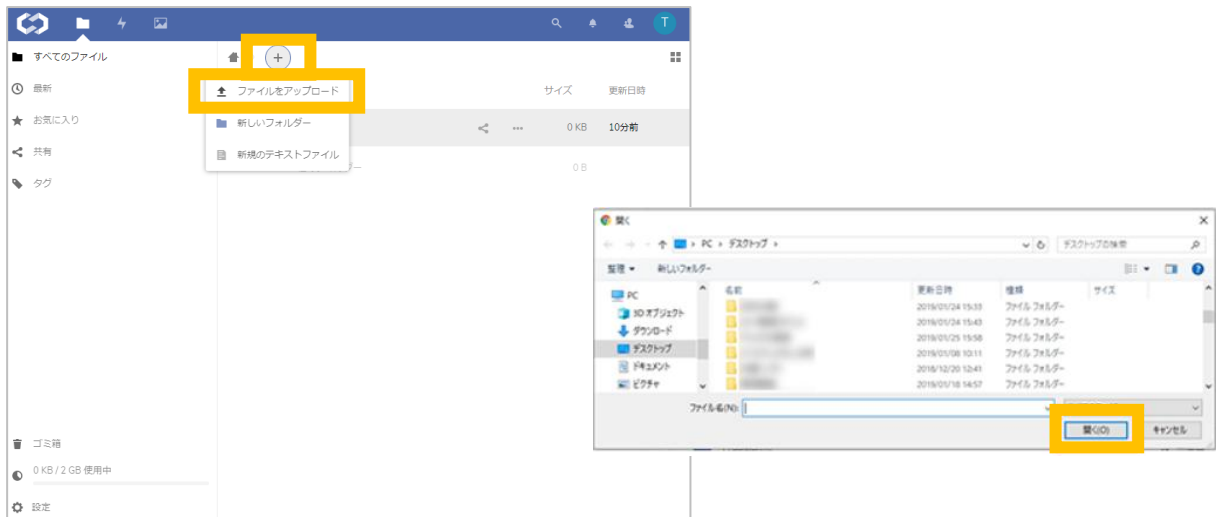 T
すべてのファイル
+
最新
ファイルをアップロード
サイズ
更新日時
お気に入り
新しいフォルダー
0 KB
10分前
共有
新規のテキストファイル
ダー
0 B
タグ
ゴミ箱
0 KB / 2 GB 使用中
設定
開く
PC › デスクトップ ›
デスクトップの検索
整理
新しいフォルダー
名前
更新日時
種類
サイズ
PC
3D オブジェクト
ダウンロード
デスクトップ
ドキュメント
ピクチャ
2019/01/24 15:33 ファイル フォルダー
2019/01/24 15:43 ファイル フォルダー
2019/01/25 15:58 ファイル フォルダー
2019/01/08 10:11 ファイル フォルダー
2018/12/20 12:41 ファイル フォルダー
2019/01/18 14:57 ファイル フォルダー
ファイル名(N):
開く(O)
キャンセル